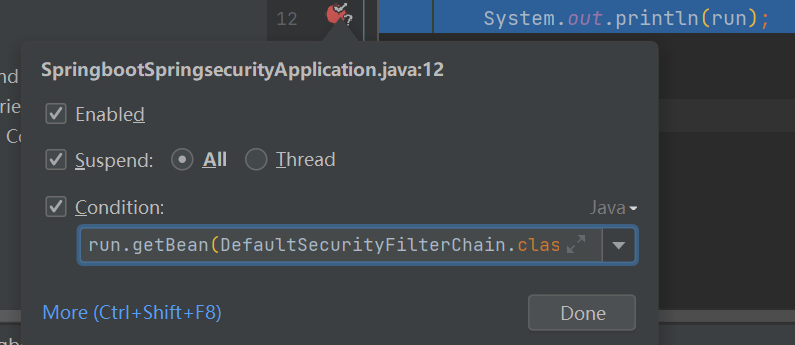 12 System.out.println(run);
SpringbootSpringsecurityApplication.java:12
nd
Enabled
rie
Suspend: All Thread
Condition: Java
run.getBean(DefaultSecurityFilterChain.clas
More (Ctrl+Shift+F8) Done